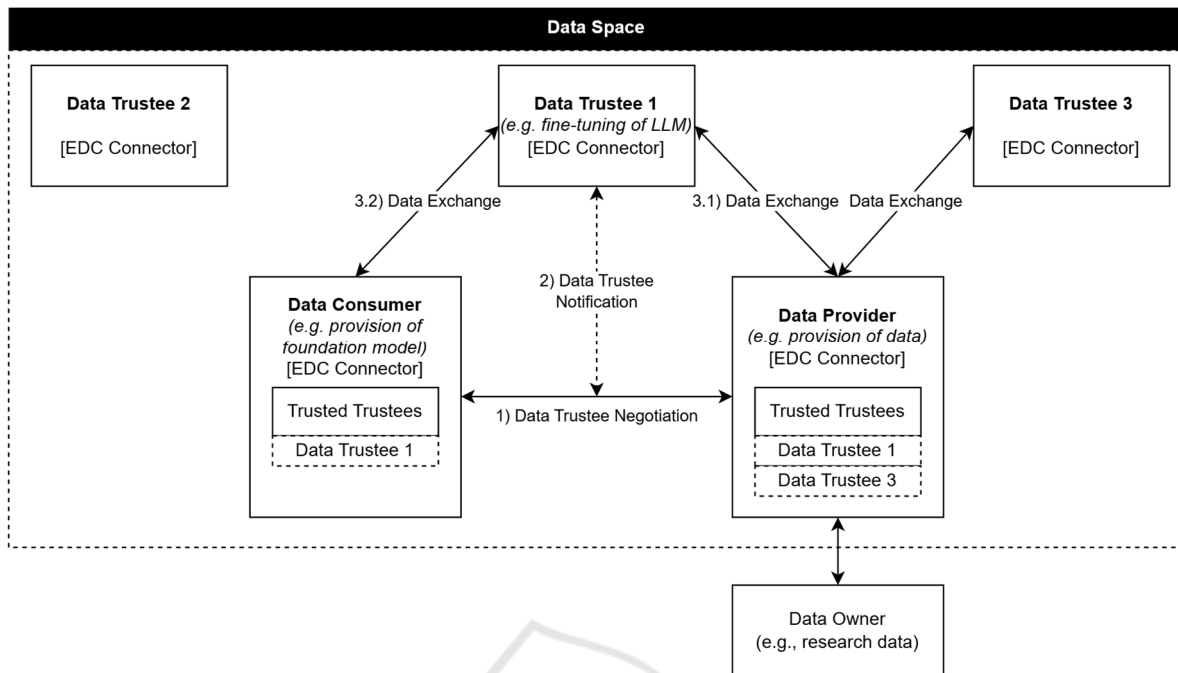 Data Space
Data Trustee 2
[EDC Connector]
Data Trustee 1
(e.g. fine-tuning of LLM)
[EDC Connector]
Data Trustee 3
[EDC Connector]
3.2) Data Exchange
3.1) Data Exchange
Data Exchange
2) Data Trustee
Notification
Data Consumer
(e.g. provision of
foundation model)
[EDC Connector]
Trusted Trustees
Data Trustee 1
1) Data Trustee Negotiation
Data Provider
(e.g. provision of data)
[EDC Connector]
Trusted Trustees
Data Trustee 1
Data Trustee 3
Data Owner
(e.g., research data)